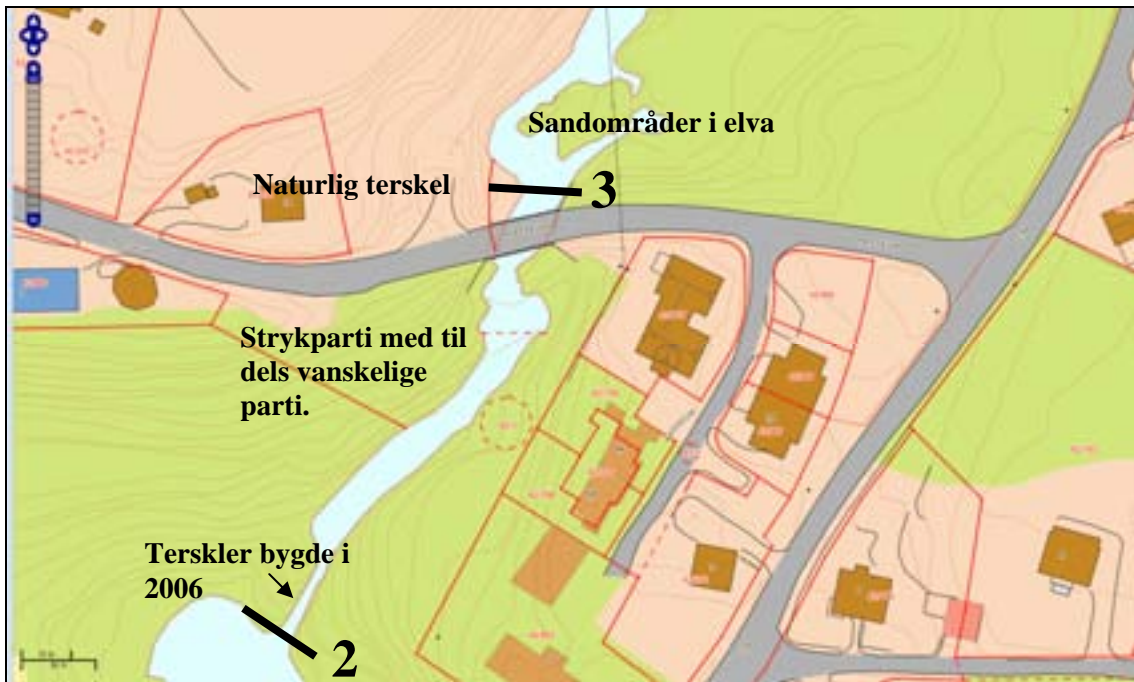 Sandområder i elva
Naturlig terskel
3
Strykparti med til
dels vanskelige
parti.
Terskler bygde i
2006
2